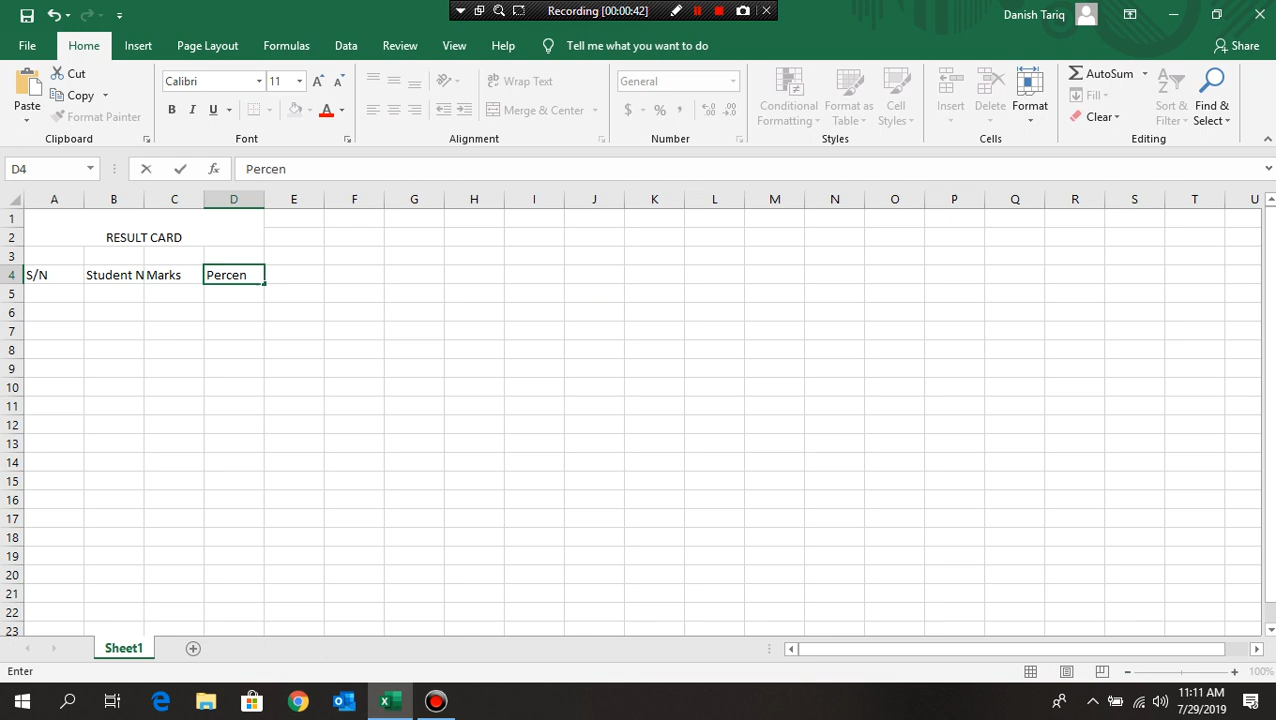 Recording [00:00:42]
Danish Tariq
File Home Insert Page Layout Formulas Data Review View Help Tell me what you want to do Share
Paste
Cut
Copy
Format Painter
Calibri 11
B I U A
Wrap Text
Merge & Center
General
$ % ,
Conditional Formatting
Format as Table
Cell Styles
Insert
Delete
Format
AutoSum
Fill
Clear
Sort & Filter
Find & Select
Clipboard Font Alignment Number Styles Cells Editing
D4 fx Percen
A B C D E F G H I J K L M N O P Q R S T U
1
2 RESULT CARD
3
4 S/N Student N Marks Percen
5
6
7
8
9
10
11
12
13
14
15
16
17
18
19
20
21
22
23
Sheet1
Enter 100%
11:11 AM
7/29/2019